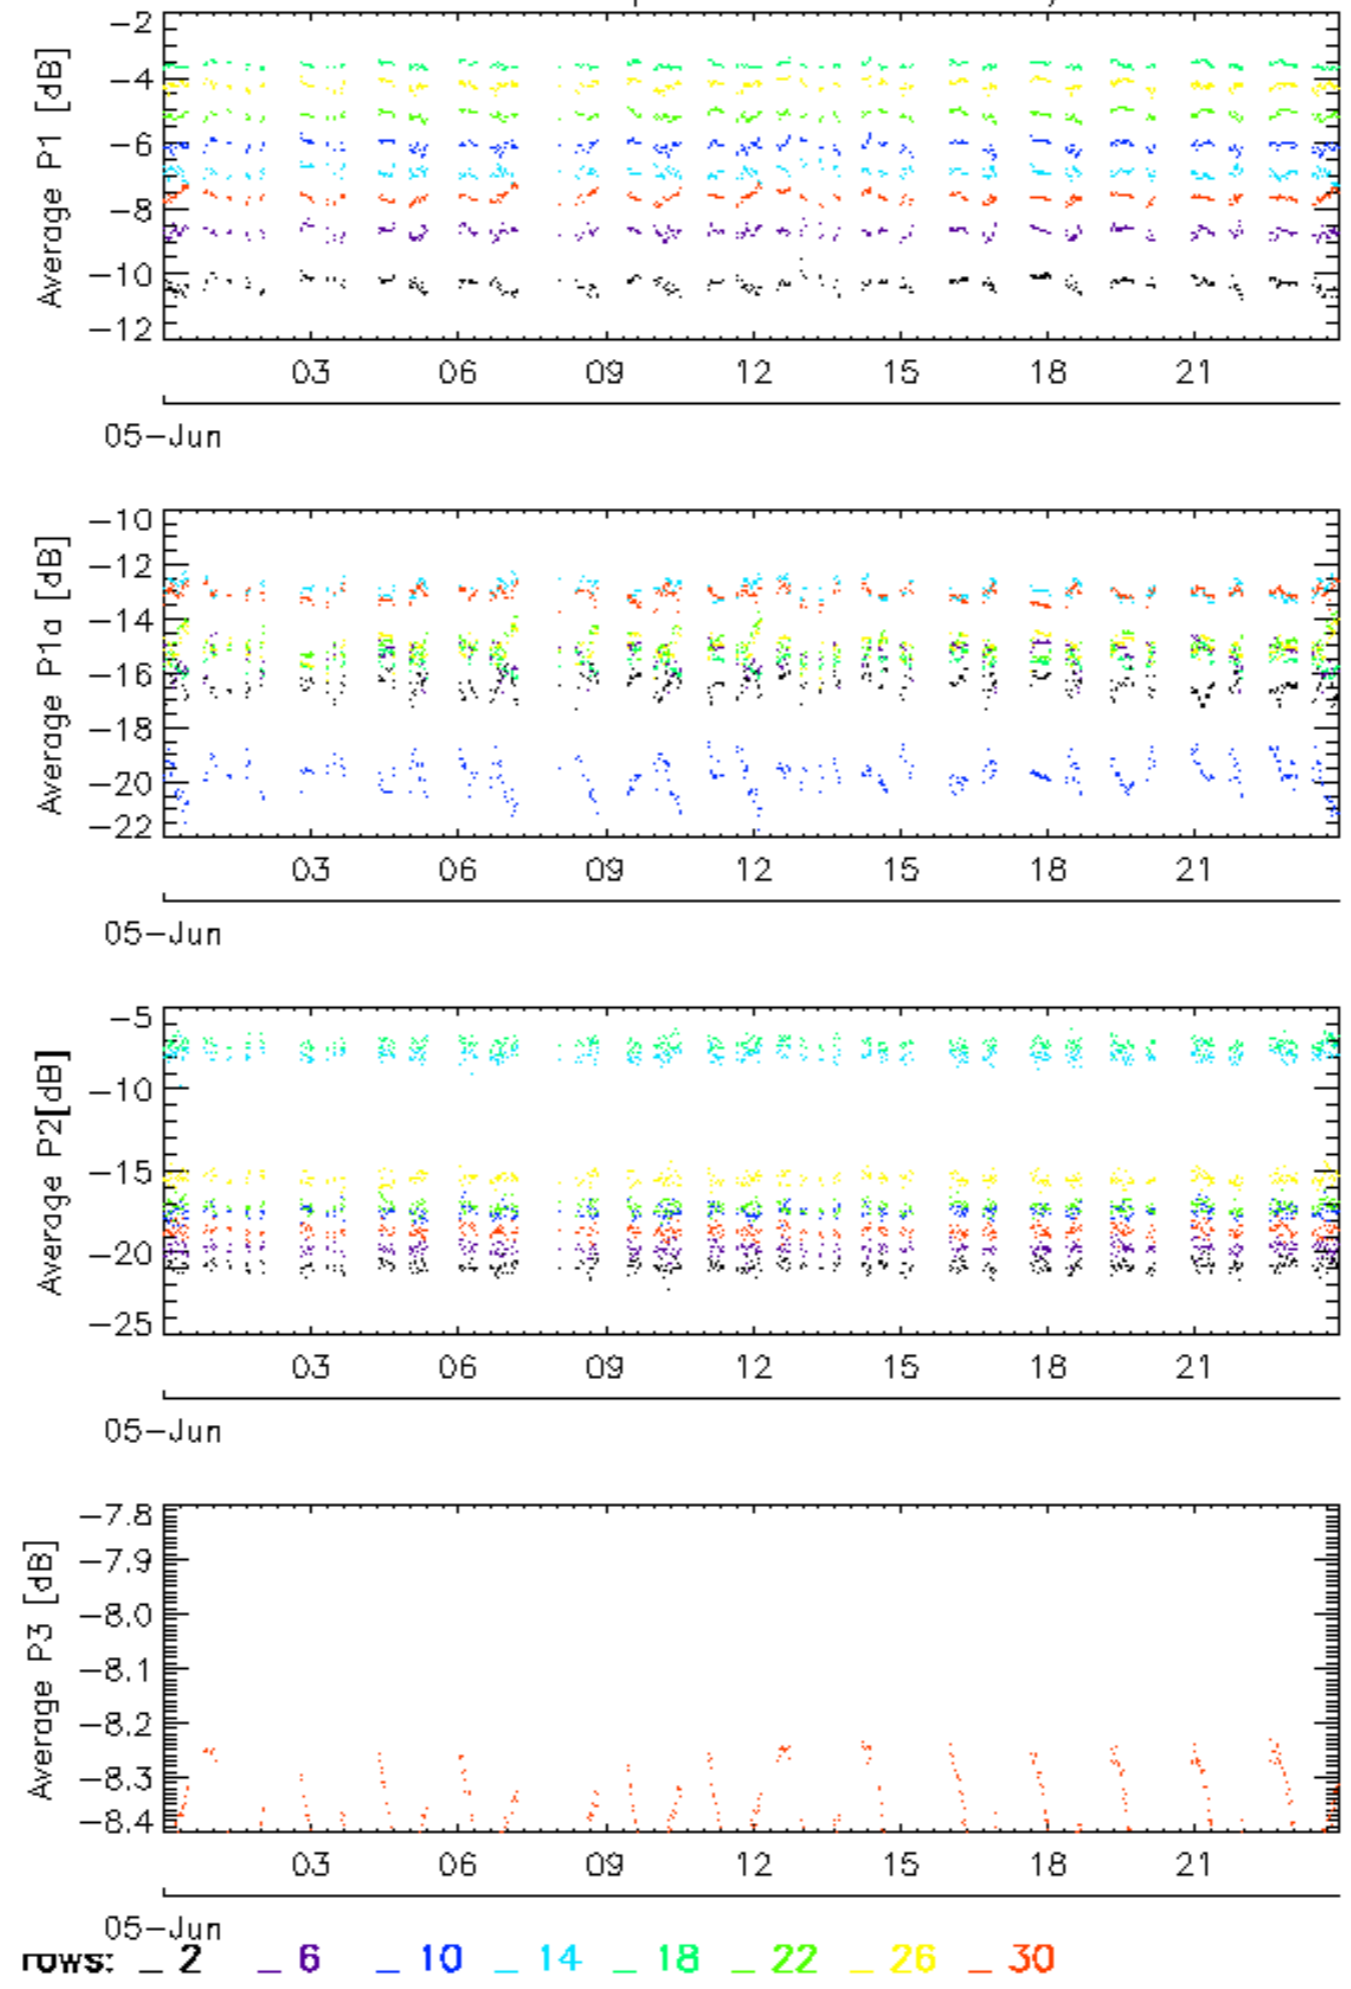 Average P1 [dB]
-2
-4
-6
-8
-10
-12
03 06 09 12 15 18 21
05-Jun
Average P1a [dB]
-10
-12
-14
-16
-18
-20
-22
03 06 09 12 15 18 21
05-Jun
Average P2[dB]
-5
-10
-15
-20
-25
03 06 09 12 15 18 21
05-Jun
Average P3 [dB]
-7.8
-7.9
-8.0
-8.1
-8.2
-8.3
-8.4
03 06 09 12 15 18 21
05-Jun
rows: _ 2 _ 6 _ 10 _ 14 _ 18 _ 22 _ 26 _ 30